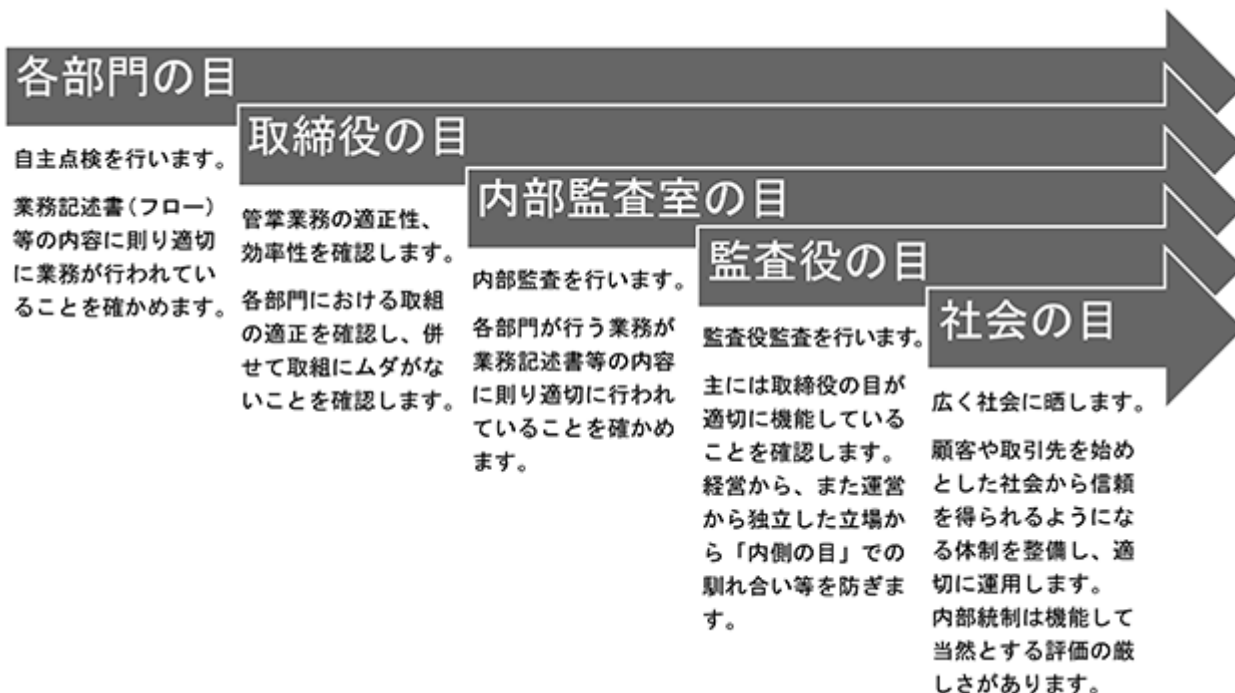 各部門の目
自主点検を行います。
業務記述書(フロー)
等の内容に則り適切
に業務が行われてい
ることを確かめます。
取締役の目
管掌業務の適正性、
効率性を確認します。
各部門における取組
の適正を確認し、併
せて取組にムダがな
いことを確認します。
内部監査室の目
内部監査を行います。
各部門が行う業務が
業務記述書等の内容
に則り適切に行われ
ていることを確かめ
ます。
監査役の目
監査役監査を行います。
主には取締役の目が
適切に機能している
ことを確認します。
経営から、また運営
から独立した立場か
ら「内側の目」での
馴れ合い等を防ぎま
す。
社会の目
広く社会に晒します。
顧客や取引先を始め
とした社会から信頼
を得られるようにな
る体制を整備し、適
切に運用します。
内部統制は機能して
当然とする評価の厳
しさがあります。